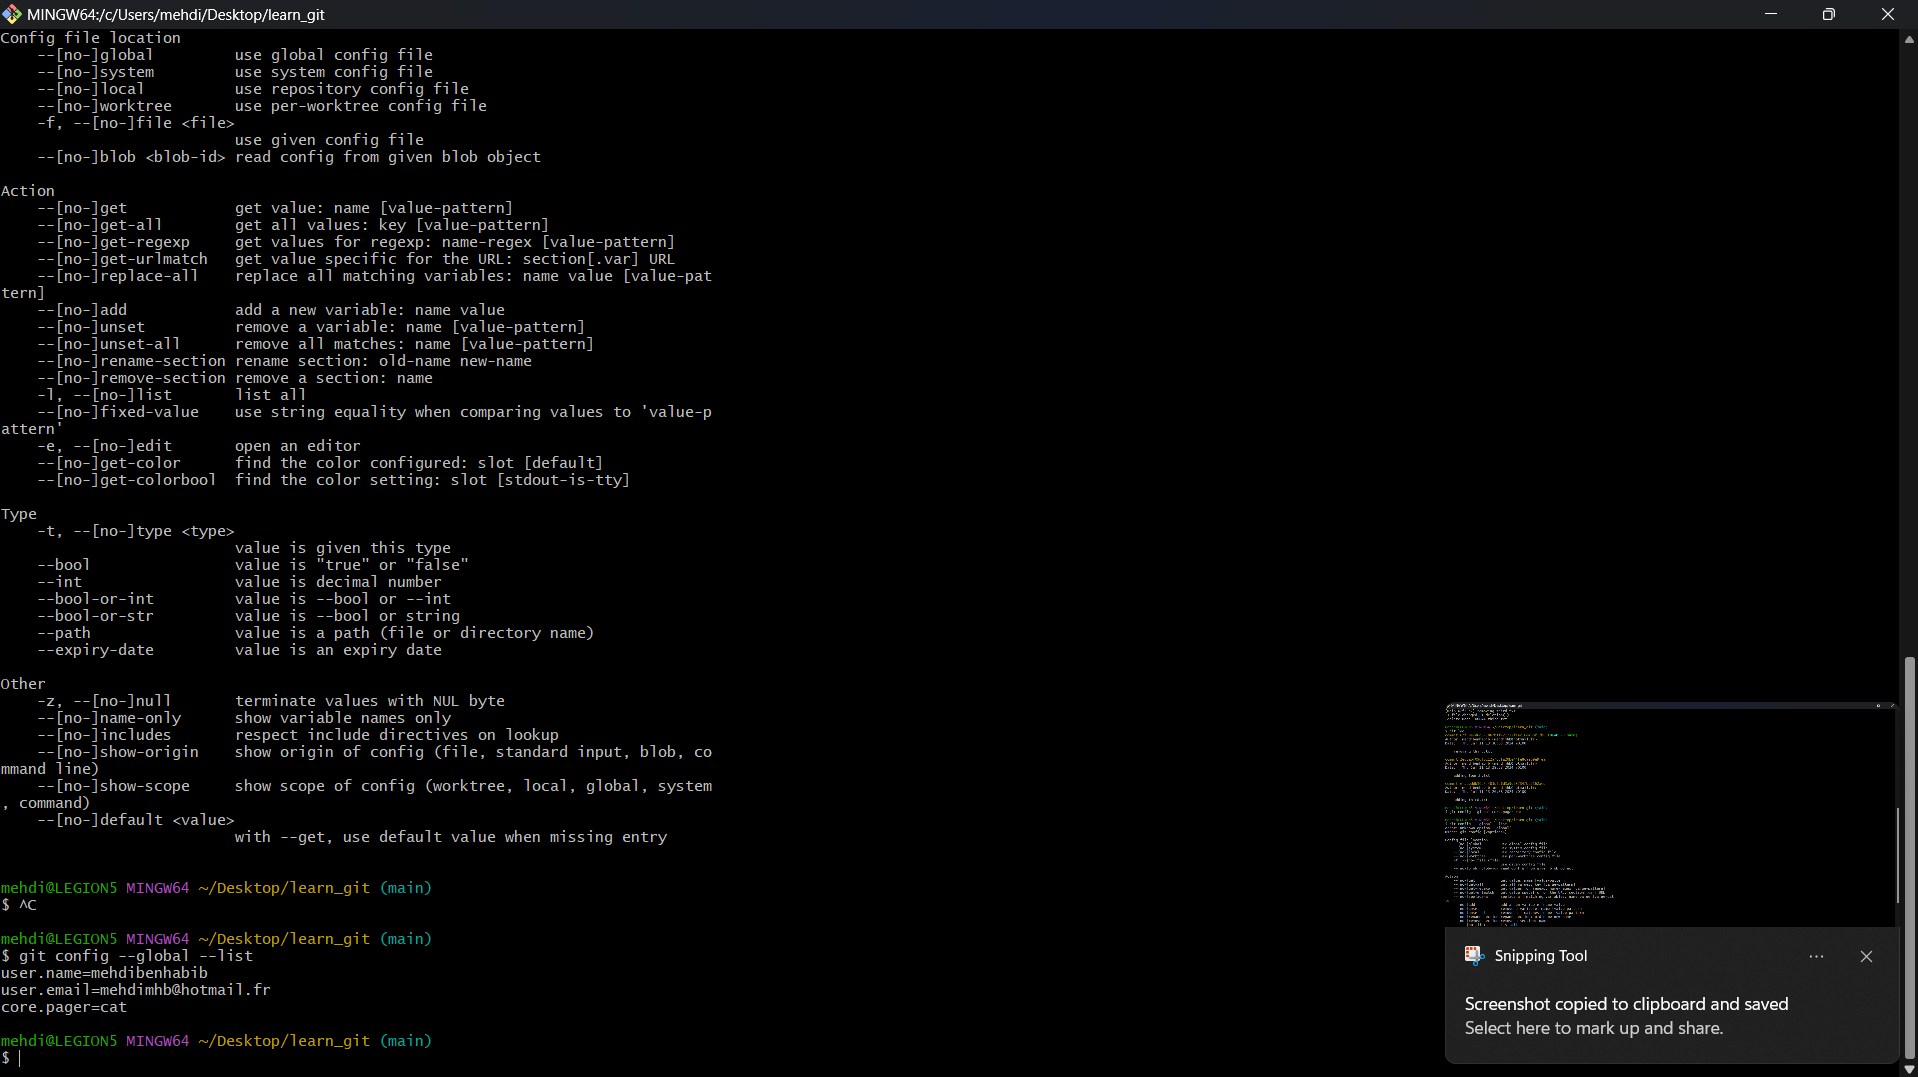 MINGW64:/c/Users/mehdi/Desktop/learn_git
Config file location
    --[no-]global         use global config file
    --[no-]system         use system config file
    --[no-]local          use repository config file
    --[no-]worktree       use per-worktree config file
    -f, --[no-]file <file>
                          use given config file
    --[no-]blob <blob-id> read config from given blob object
Action
    --[no-]get            get value: name [value-pattern]
    --[no-]get-all        get all values: key [value-pattern]
    --[no-]get-regexp     get values for regexp: name-regex [value-pattern]
    --[no-]get-urlmatch   get value specific for the URL: section[.var] URL
    --[no-]replace-all    replace all matching variables: name value [value-pat
tern]
    --[no-]add            add a new variable: name value
    --[no-]unset          remove a variable: name [value-pattern]
    --[no-]unset-all      remove all matches: name [value-pattern]
    --[no-]rename-section rename section: old-name new-name
    --[no-]remove-section remove a section: name
    -l, --[no-]list       list all
    --[no-]fixed-value    use string equality when comparing values to 'value-p
attern'
    -e, --[no-]edit       open an editor
    --[no-]get-color      find the color configured: slot [default]
    --[no-]get-colorbool  find the color setting: slot [stdout-is-tty]
Type
    -t, --[no-]type <type>
                          value is given this type
    --bool                value is "true" or "false"
    --int                 value is decimal number
    --bool-or-int         value is --bool or --int
    --bool-or-str         value is --bool or string
    --path                value is a path (file or directory name)
    --expiry-date         value is an expiry date
Other
    -z, --[no-]null       terminate values with NUL byte
    --[no-]name-only      show variable names only
    --[no-]includes       respect include directives on lookup
    --[no-]show-origin    show origin of config (file, standard input, blob, co
mmand line)
    --[no-]show-scope     show scope of config (worktree, local, global, system
, command)
    --[no-]default <value>
                          with --get, use default value when missing entry
mehdi@LEGION5 MINGW64 ~/Desktop/learn_git (main)
$ ^C
mehdi@LEGION5 MINGW64 ~/Desktop/learn_git (main)
$ git config --global --list
user.name=mehdibenhabib
user.email=mehdimhb@hotmail.fr
core.pager=cat
mehdi@LEGION5 MINGW64 ~/Desktop/learn_git (main)
$
Snipping Tool
Screenshot copied to clipboard and saved
Select here to mark up and share.